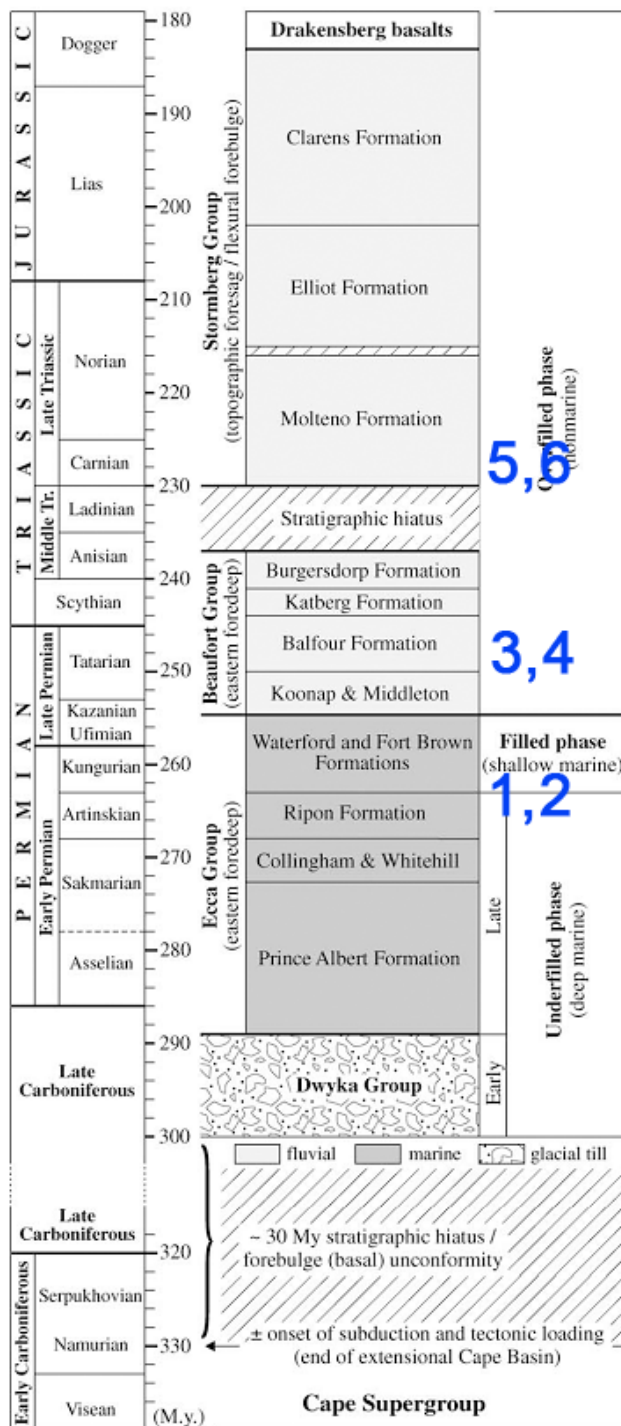 JURASSIC
Dogger
Lias
TRIASSIC
Late Triassic
Norian
Carnian
Middle Tr.
Ladinian
Anisian
Scythian
PERMIAN
Late Permian
Tatarian
Kazanian
Ufimian
Early Permian
Kungurian
Artinskian
Sakmarian
Asselian
Late
Carboniferous
Late
Carboniferous
Early Carboniferous
Serpukhovian
Namurian
Visean
180
190
200
210
220
230
240
250
260
270
280
290
300
320
330
(M.y.)
Stormberg Group
(topographic foresag / flexural forebulge)
Drakensberg basalts
Clarens Formation
Elliot Formation
Molteno Formation
Stratigraphic hiatus
Beaufort Group
(eastern foredeep)
Burgersdorp Formation
Katberg Formation
Balfour Formation
Koonap & Middleton
Ecca Group
(eastern foredeep)
Waterford and Fort Brown
Formations
Ripon Formation
Collingham & Whitehill
Prince Albert Formation
Dwyka Group
fluvial
marine
glacial till
~ 30 My stratigraphic hiatus /
forebulge (basal) unconformity
± onset of subduction and tectonic loading
(end of extensional Cape Basin)
Cape Supergroup
phase
(nonmarine)
5,6
3,4
Filled phase
(shallow marine)
1,2
Late
Early
Underfilled phase
(deep marine)